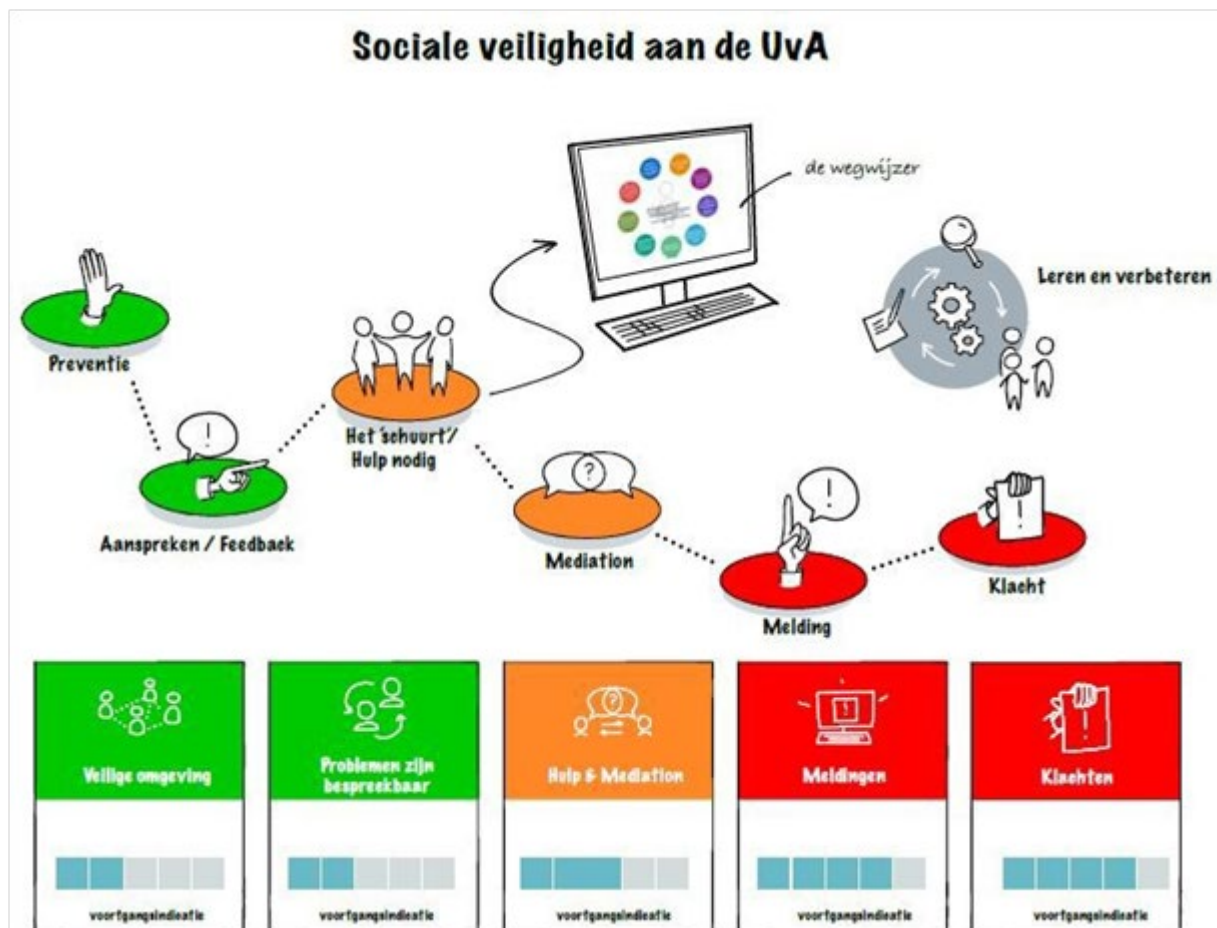 Sociale veiligheid aan de UvA
de wegwijzer
Leren en verbeteren
Preventie
Het 'schuurt'/
Hulp nodig
Aanspreken / Feedback
Mediation
Melding
Klacht
Veilige omgeving
Problemen zijn
bespreekbaar
Hulp & Mediation
Meldingen
Klachten
voortgangsindicatie
voortgangsindicatie
voortgangsindicatie
voortgangsindicatie
voortgangsindicatie